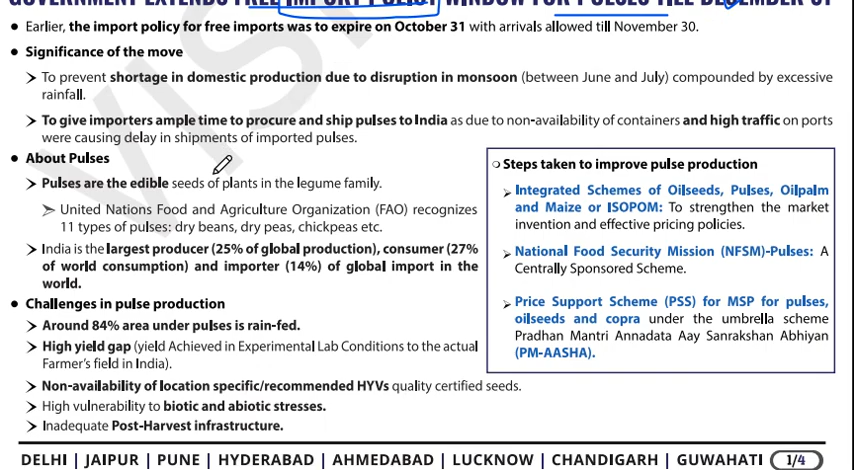 GOVERNMENT EXTENDS FREE IMPORT POLICY WINDOW FOR PULSES TILL DECEMBER 31
• Earlier, the import policy for free imports was to expire on October 31 with arrivals allowed till November 30.
• Significance of the move
➤ To prevent shortage in domestic production due to disruption in monsoon (between June and July) compounded by excessive
rainfall.
➤ To give importers ample time to procure and ship pulses to India as due to non-availability of containers and high traffic on ports
were causing delay in shipments of imported pulses.
• About Pulses
➤ Pulses are the edible seeds of plants in the legume family.
➤ United Nations Food and Agriculture Organization (FAO) recognizes
11 types of pulses: dry beans, dry peas, chickpeas etc.
➤ India is the largest producer (25% of global production), consumer (27%
of world consumption) and importer (14%) of global import in the
world.
• Challenges in pulse production
➤ Around 84% area under pulses is rain-fed.
➤ High yield gap (yield Achieved in Experimental Lab Conditions to the actual
Farmer's field in India).
➤ Non-availability of location specific/recommended HYVs quality certified seeds.
➤ High vulnerability to biotic and abiotic stresses.
➤ Inadequate Post-Harvest infrastructure.
○ Steps taken to improve pulse production
➤ Integrated Schemes of Oilseeds, Pulses, Oilpalm
and Maize or ISOPOM: To strengthen the market
invention and effective pricing policies.
➤ National Food Security Mission (NFSM)-Pulses: A
Centrally Sponsored Scheme.
➤ Price Support Scheme (PSS) for MSP for pulses,
oilseeds and copra under the umbrella scheme
Pradhan Mantri Annadata Aay Sanrakshan Abhiyan
(PM-AASHA).
DELHI | JAIPUR | PUNE | HYDERABAD | AHMEDABAD | LUCKNOW | CHANDIGARH | GUWAHATI 1/4